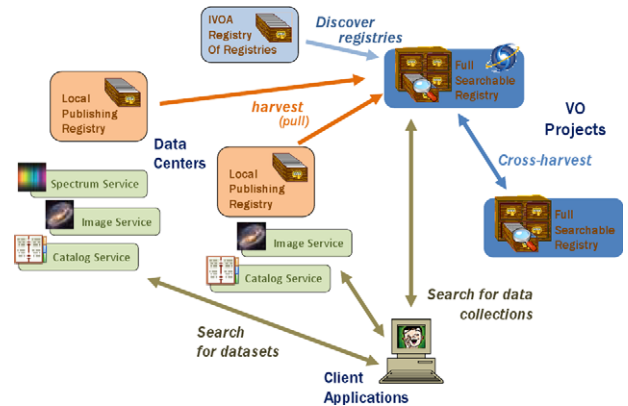 IVOA
Registry
Of Registries
Discover
registries
Full
Searchable
Registry
Local
Publishing
Registry
harvest
(pull)
VO
Projects
Data
Centers
Local
Publishing
Registry
Cross-harvest
Spectrum Service
Image Service
Catalog Service
Full
Searchable
Registry
Image Service
Catalog Service
Search for data
collections
Search
for datasets
Client
Applications